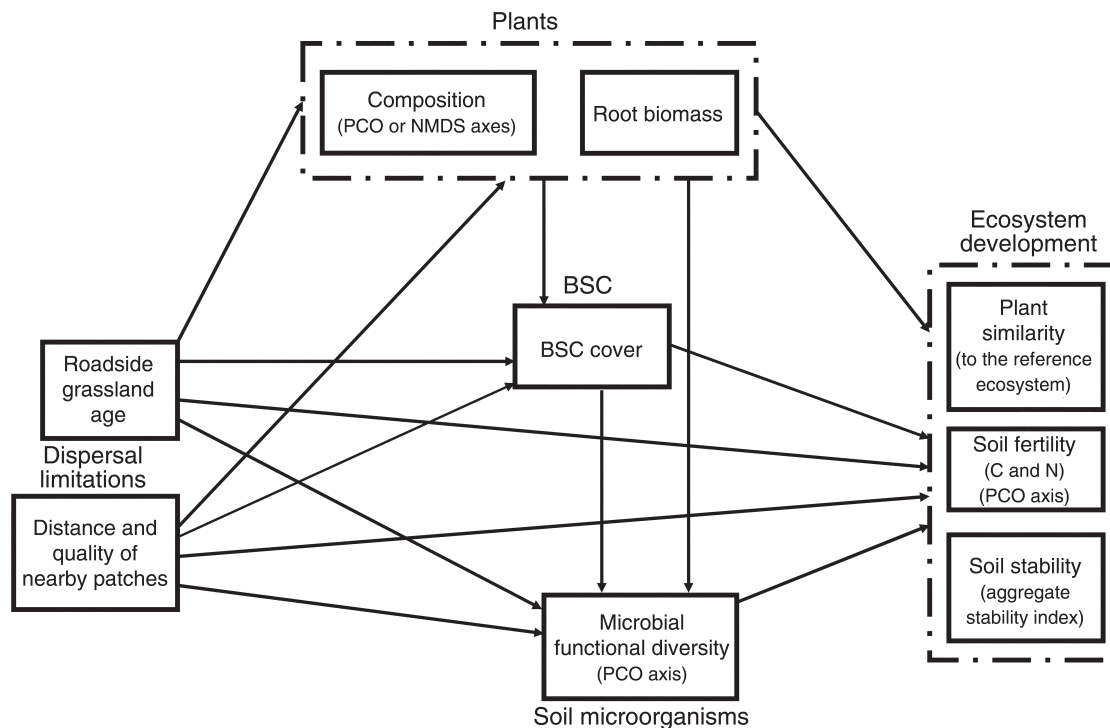 Plants
Composition
(PCO or NMDS axes)
Root biomass
Ecosystem
development
BSC
BSC cover
Plant
similarity
(to the reference
ecosystem)
Roadside
grassland
age
Soil fertility
(C and N)
(PCO axis)
Dispersal
limitations
Distance and
quality of
nearby patches
Soil stability
(aggregate
stability index)
Microbial
functional diversity
(PCO axis)
Soil microorganisms